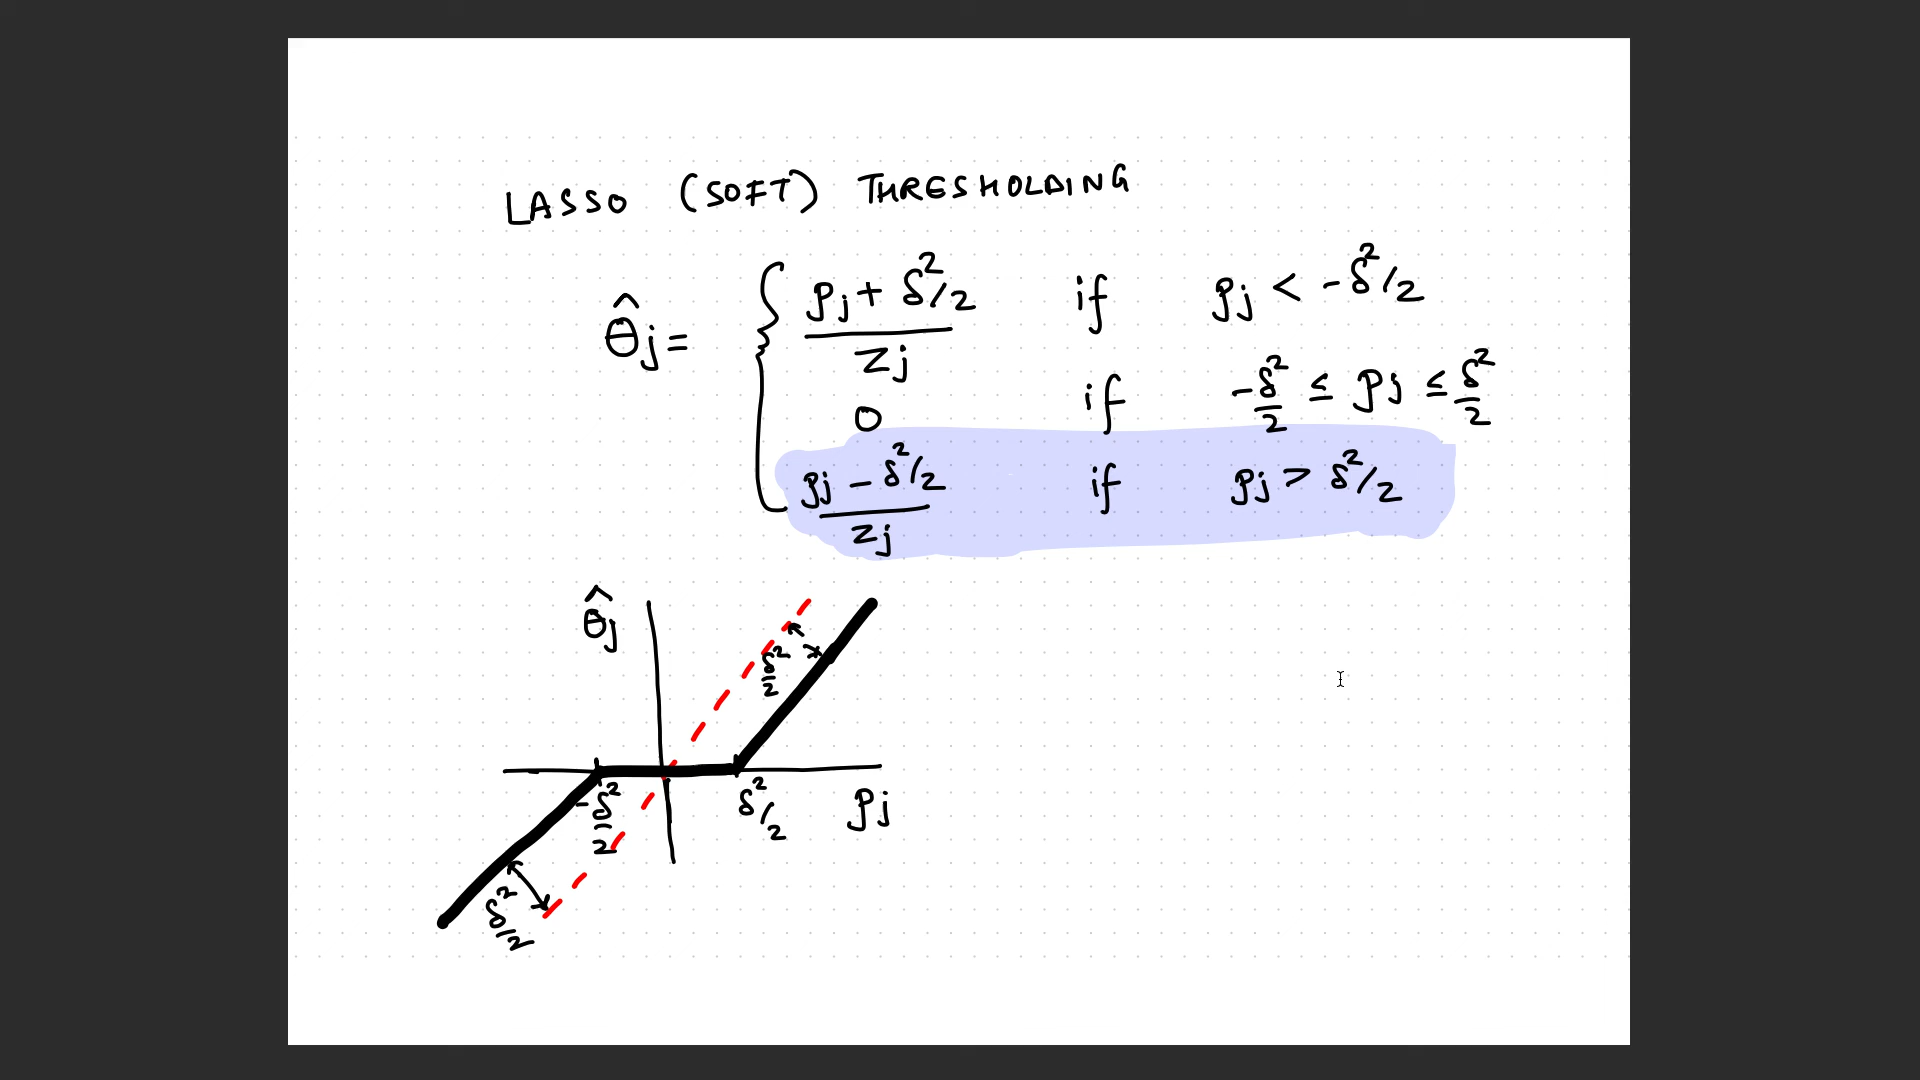 LASSO (SOFT) THRESHOLDING
θ̂j = { (ρj + δ²/2) / zj if ρj < -δ²/2
0 if -δ²/2 ≤ ρj ≤ δ²/2
(ρj - δ²/2) / zj if ρj > δ²/2
θ̂j
δ²/2
-δ²/2 δ²/2 ρj
δ²/2